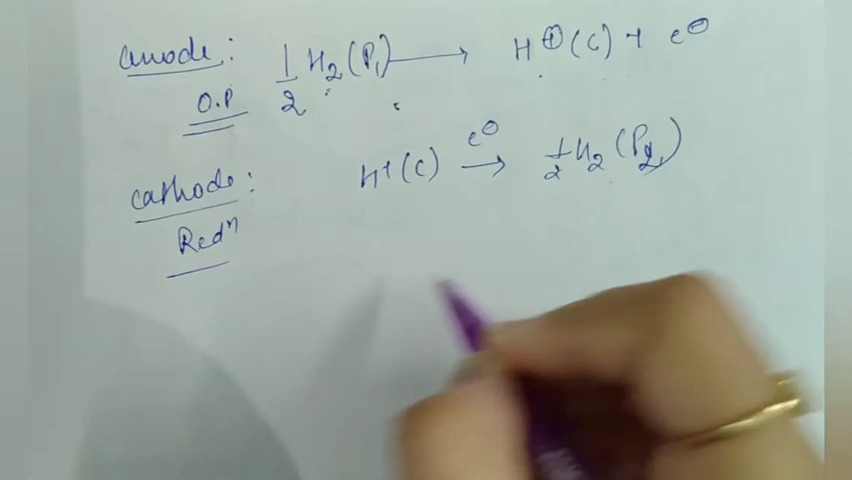 anode: 1/2 H₂(P₁) → H⊕(C) + e⊖
O.P
cathode: H⁺(C) e⊖→ 1/2 H₂ (P₂)
Redⁿ